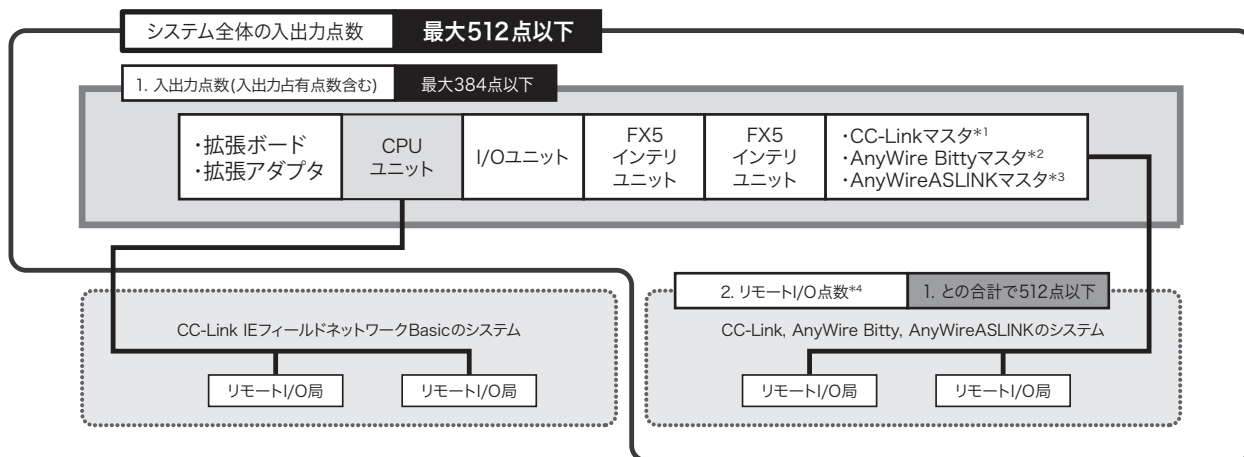 システム全体の入出力点数 最大512点以下
1. 入出力点数(入出力占有点数含む) 最大384点以下
・拡張ボード
・拡張アダプタ
CPU
ユニット
I/Oユニット
FX5
インテリ
ユニット
FX5
インテリ
ユニット
・CC-Linkマスタ*1
・AnyWire Bittyマスタ*2
・AnyWireASLINKマスタ*3
CC-Link IEフィールドネットワークBasicのシステム
リモートI/O局 リモートI/O局
2. リモートI/O点数*4 1. との合計で512点以下
CC-Link, AnyWire Bitty, AnyWireASLINKのシステム
リモートI/O局 リモートI/O局